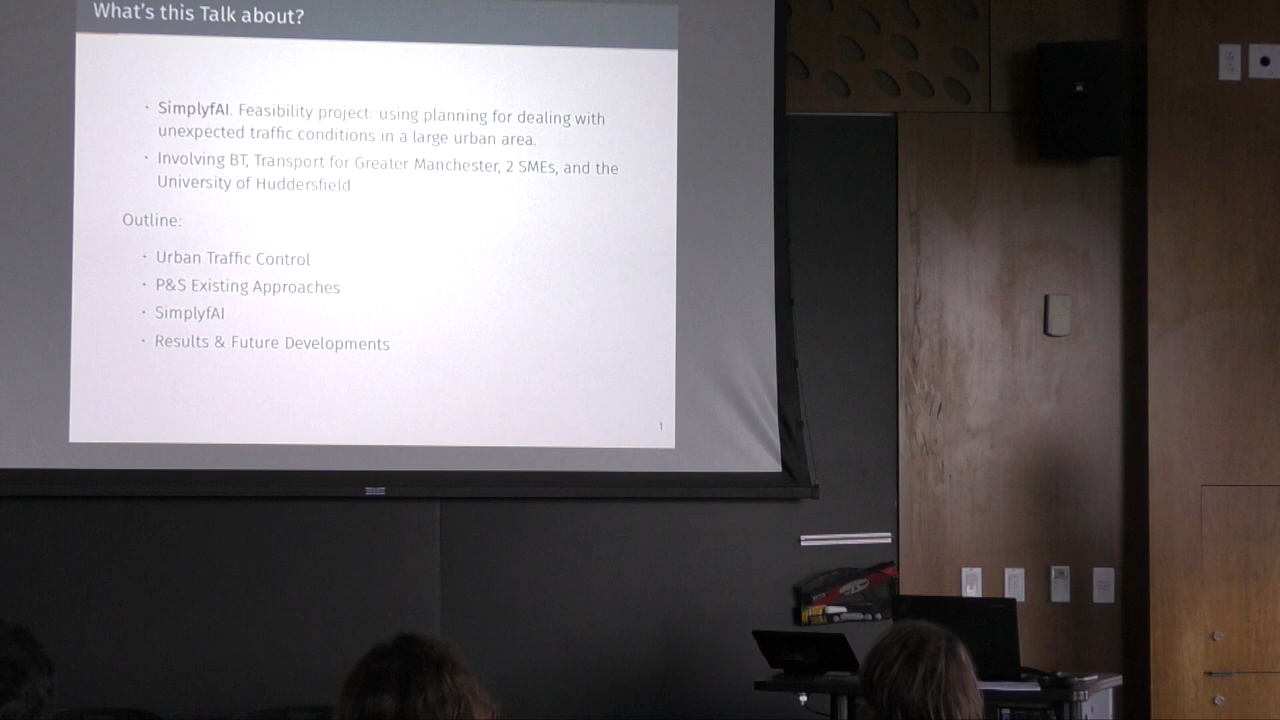 What's this Talk about?
· SimplyfAI. Feasibility project: using planning for dealing with
unexpected traffic conditions in a large urban area.
· Involving BT, Transport for Greater Manchester, 2 SMEs, and the
University of Huddersfield
Outline:
· Urban Traffic Control
· P&S Existing Approaches
· SimplyfAI
· Results & Future Developments
1